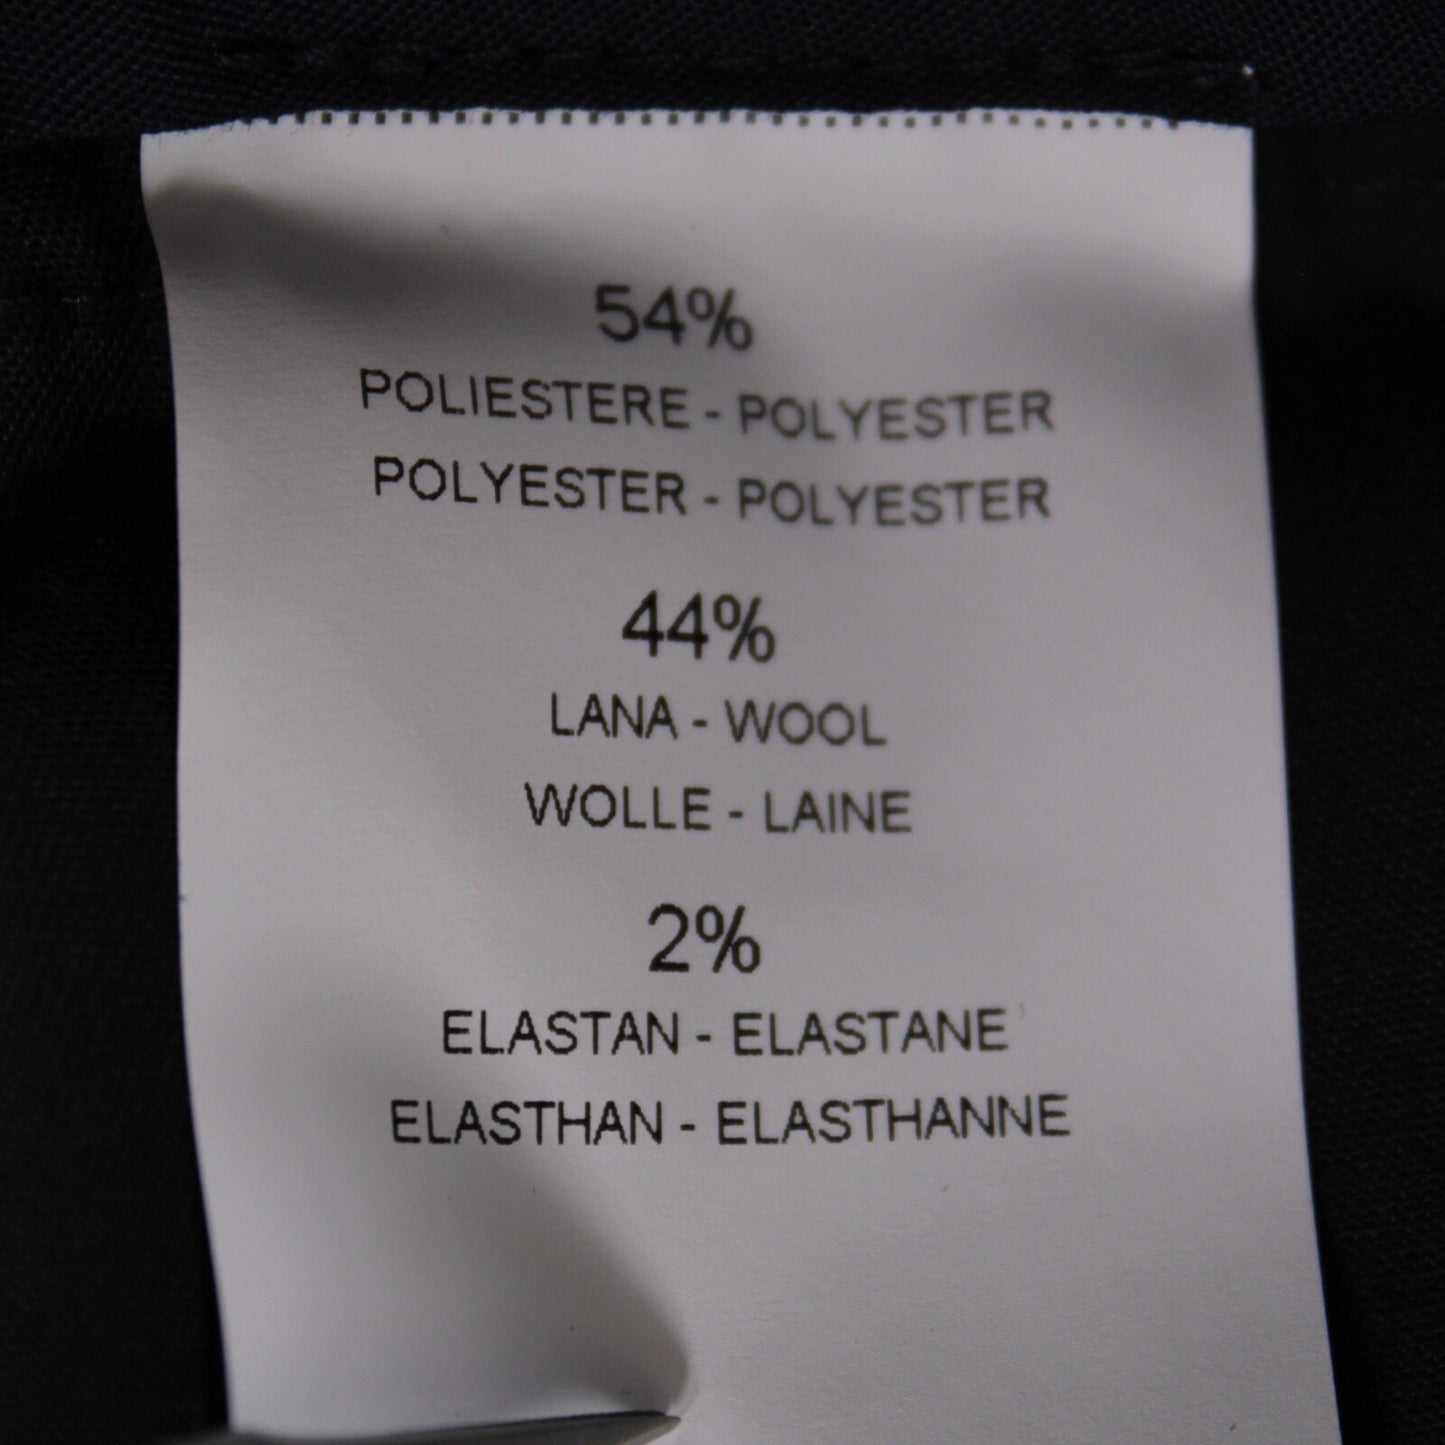 54%
POLIESTERE - POLYESTER
POLYESTER - POLYESTER
44%
LANA - WOOL
WOLLE - LAINE
2%
ELASTAN - ELASTANE
ELASTHAN - ELASTHANNE